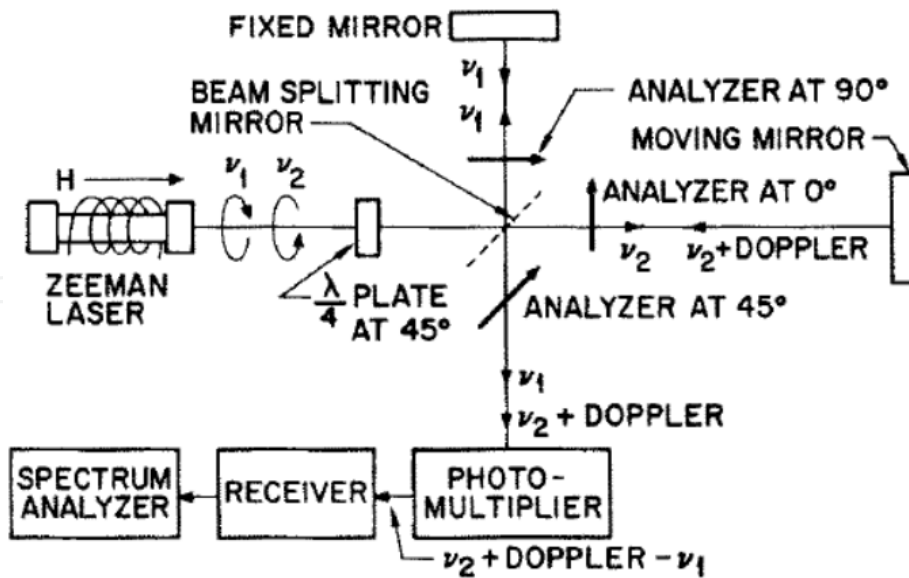 FIXED MIRROR
ν1
ν1
BEAM SPLITTING
MIRROR
ANALYZER AT 90°
MOVING MIRROR
H
ν1
ν2
ANALYZER AT 0°
ν2
ν2+DOPPLER
ZEEMAN
LASER
λ/4 PLATE
AT 45°
ANALYZER AT 45°
ν1
ν2 + DOPPLER
SPECTRUM
ANALYZER
RECEIVER
PHOTO-
MULTIPLIER
ν2 + DOPPLER - ν1